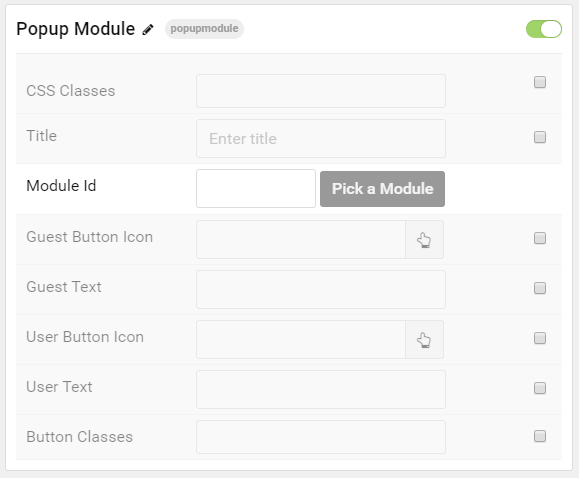 Popup Module popupmodule
CSS Classes
Title Enter title
Module Id Pick a Module
Guest Button Icon
Guest Text
User Button Icon
User Text
Button Classes